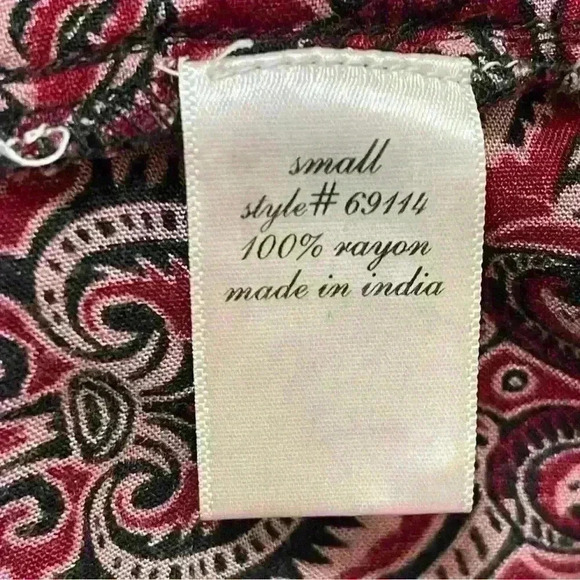 small
style# 69114
100% rayon
made in india